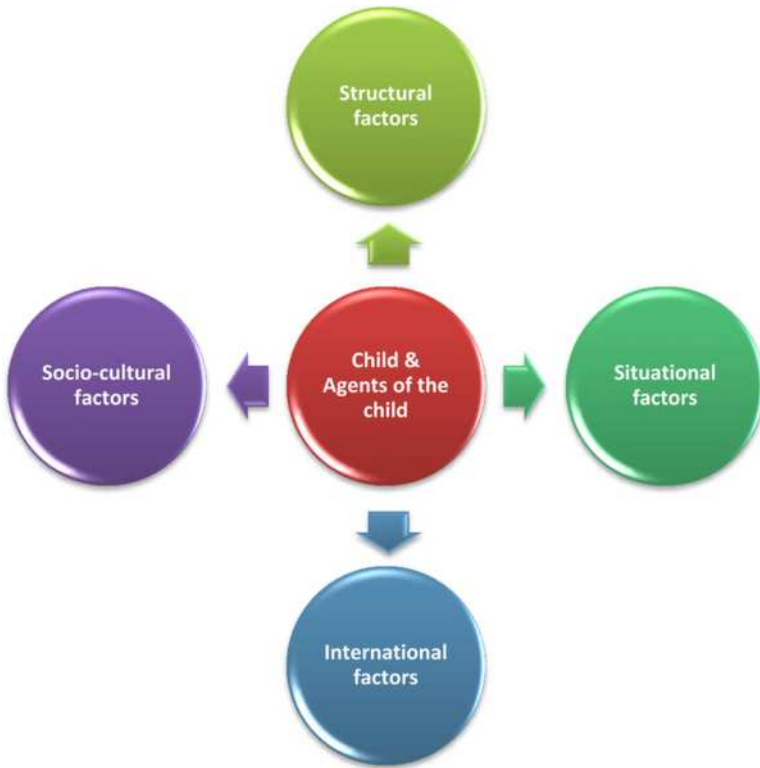 Structural
factors
Socio-cultural
factors
Child &
Agents of the
child
Situational
factors
International
factors